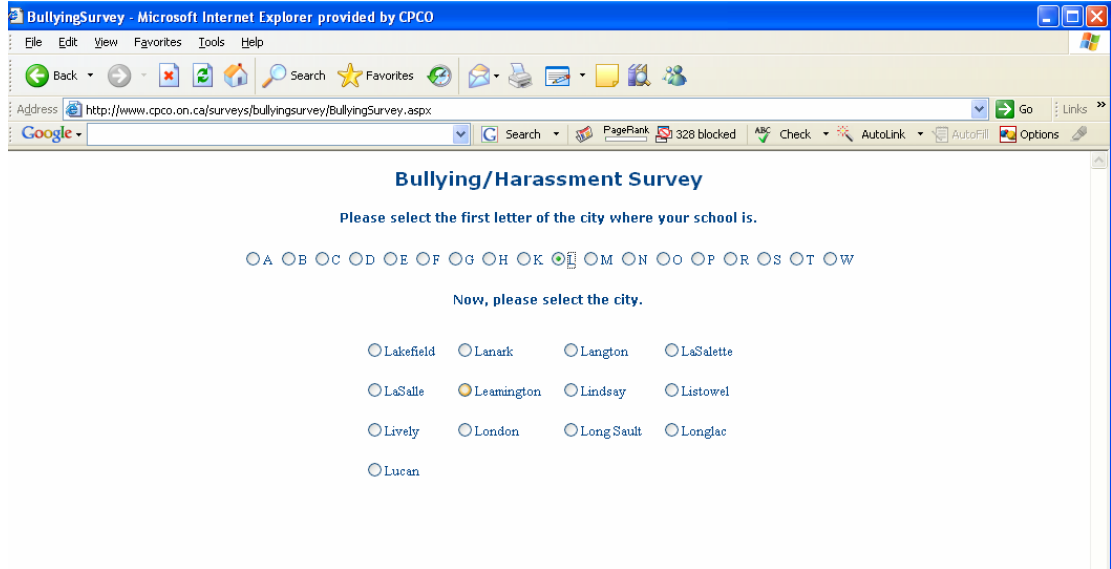 BullyingSurvey - Microsoft Internet Explorer provided by CPCO
File Edit View Favorites Tools Help
Back Search Favorites
Address http://www.cpco.on.ca/surveys/bullyingsurvey/BullyingSurvey.aspx Go Links »
Google Search PageRank 328 blocked ABC Check AutoLink AutoFill Options
Bullying/Harassment Survey
Please select the first letter of the city where your school is.
A B C D E F G H K L M N O P R S T W
Now, please select the city.
Lakefield Lanark Langton LaSalette
LaSalle Leamington Lindsay Listowel
Lively London Long Sault Longlac
Lucan